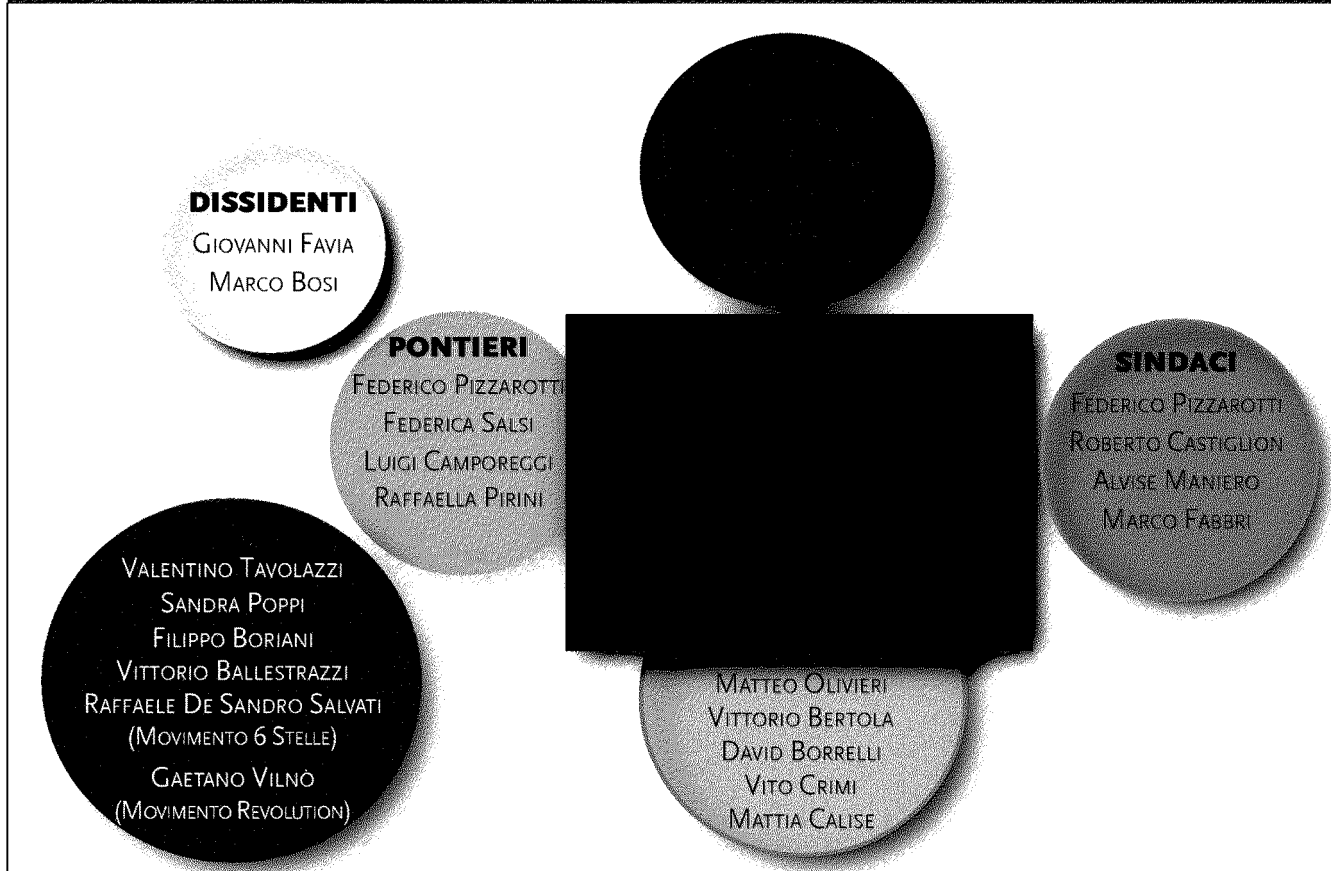 DISSIDENTI
GIOVANNI FAVIA
MARCO BOSI
PONTIERI
FEDERICO PIZZAROTTI
FEDERICA SALSI
LUIGI CAMPOREGGI
RAFFAELLA PIRINI
SINDACI
FEDERICO PIZZAROTTI
ROBERTO CASTIGLION
ALVISE MANIERO
MARCO FABBRI
VALENTINO TAVOLAZZI
SANDRA POPPI
FILIPPO BORIANI
VITTORIO BALLESTRAZZI
RAFFAELE DE SANDRO SALVATI
(MOVIMENTO 6 STELLE)
GAETANO VILNÒ
(MOVIMENTO REVOLUTION)
MATTEO OLIVIERI
VITTORIO BERTOLA
DAVID BORRELLI
VITO CRIMI
MATTIA CALISE